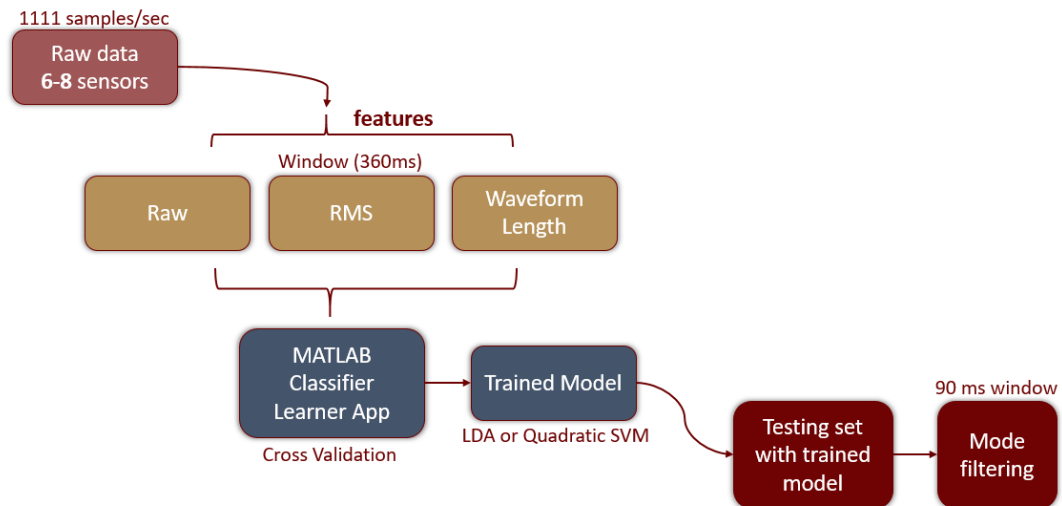 1111 samples/sec
Raw data
6-8 sensors
features
Window (360ms)
Raw
RMS
Waveform
Length
MATLAB
Classifier
Learner App
Cross Validation
Trained Model
LDA or Quadratic SVM
Testing set
with trained
model
90 ms window
Mode
filtering